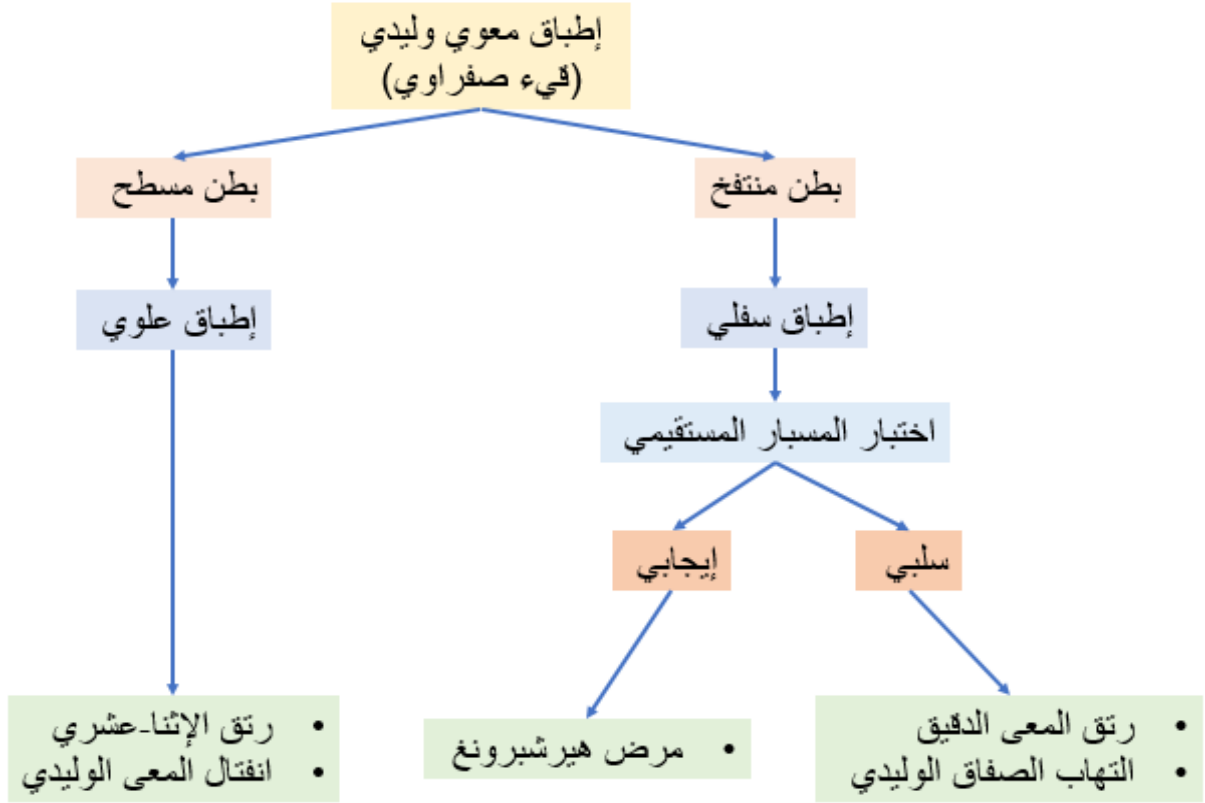 إطباق معوي وليدي
(قيء صفراوي)
بطن منتفخ
بطن مسطح
إطباق سفلي
إطباق علوي
اختبار المسبار المستقيمي
سلبي
إيجابي
• رتق المعى الدقيق
• التهاب الصفاق الوليدي
• مرض هيرشبرونغ
• رتق الإثنا-عشري
• انفتال المعى الوليدي